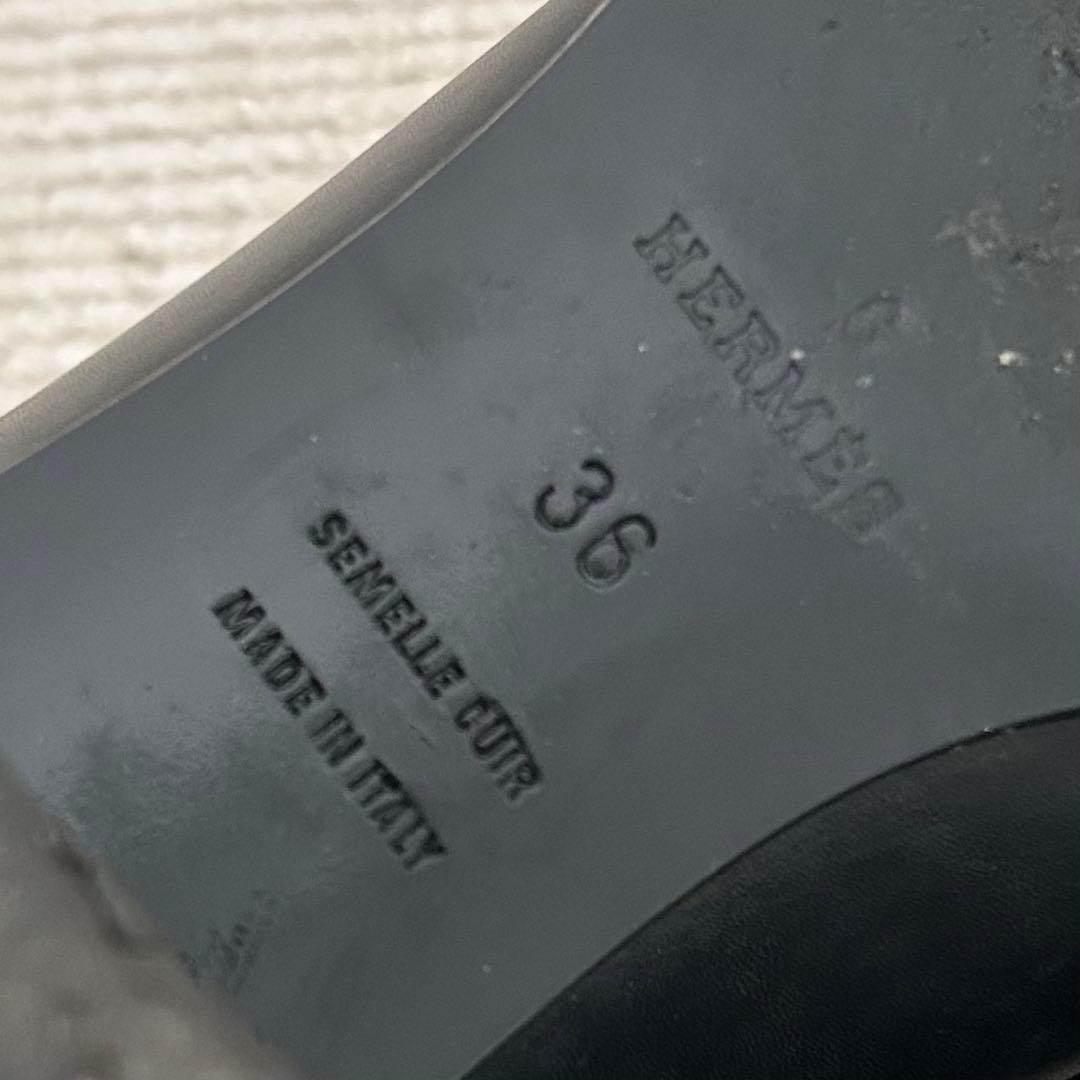 HERMES
36
SEMELLE CUIR
MADE IN ITALY